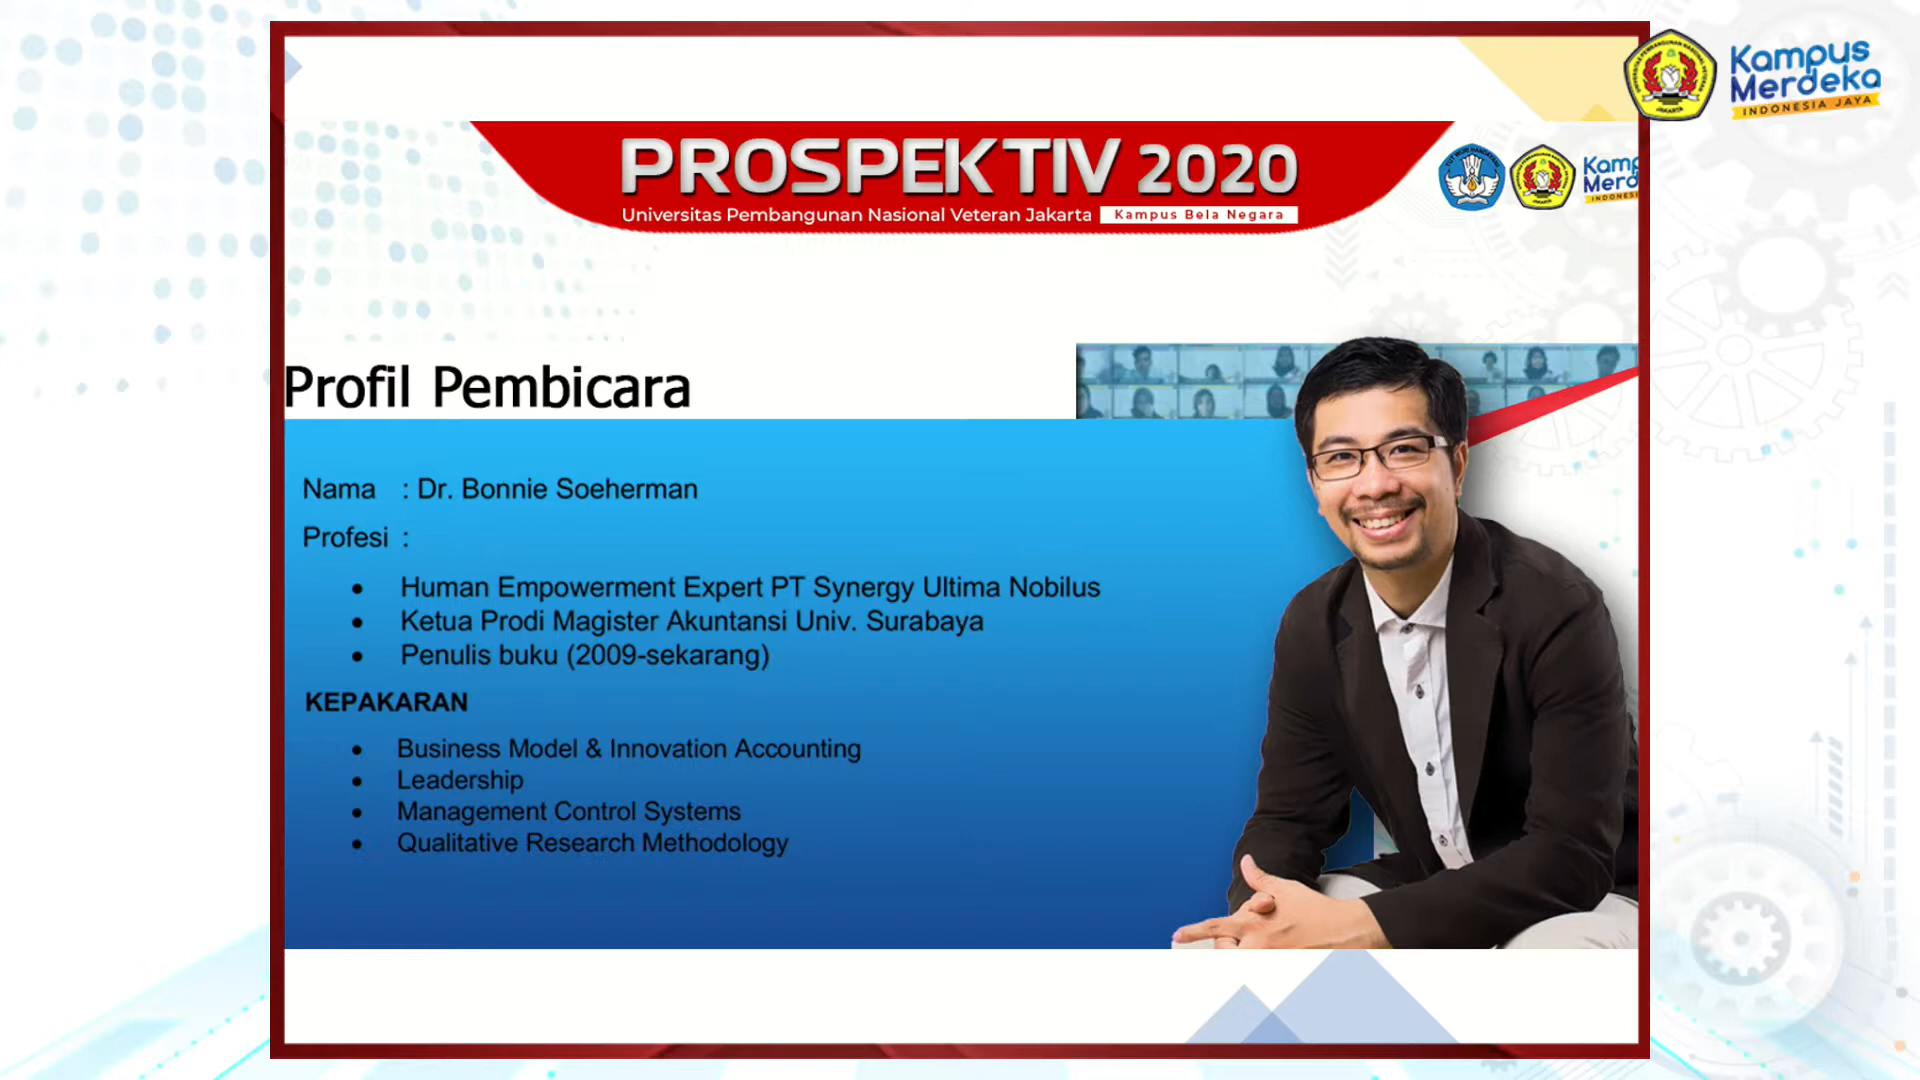 Kampus
Merdeka
INDONESIA JAYA
PROSPEKTIV 2020
Universitas Pembangunan Nasional Veteran Jakarta Kampus Bela Negara
Profil Pembicara
Nama : Dr. Bonnie Soeherman
Profesi :
• Human Empowerment Expert PT Synergy Ultima Nobilus
• Ketua Prodi Magister Akuntansi Univ. Surabaya
• Penulis buku (2009-sekarang)
KEPAKARAN
• Business Model & Innovation Accounting
• Leadership
• Management Control Systems
• Qualitative Research Methodology